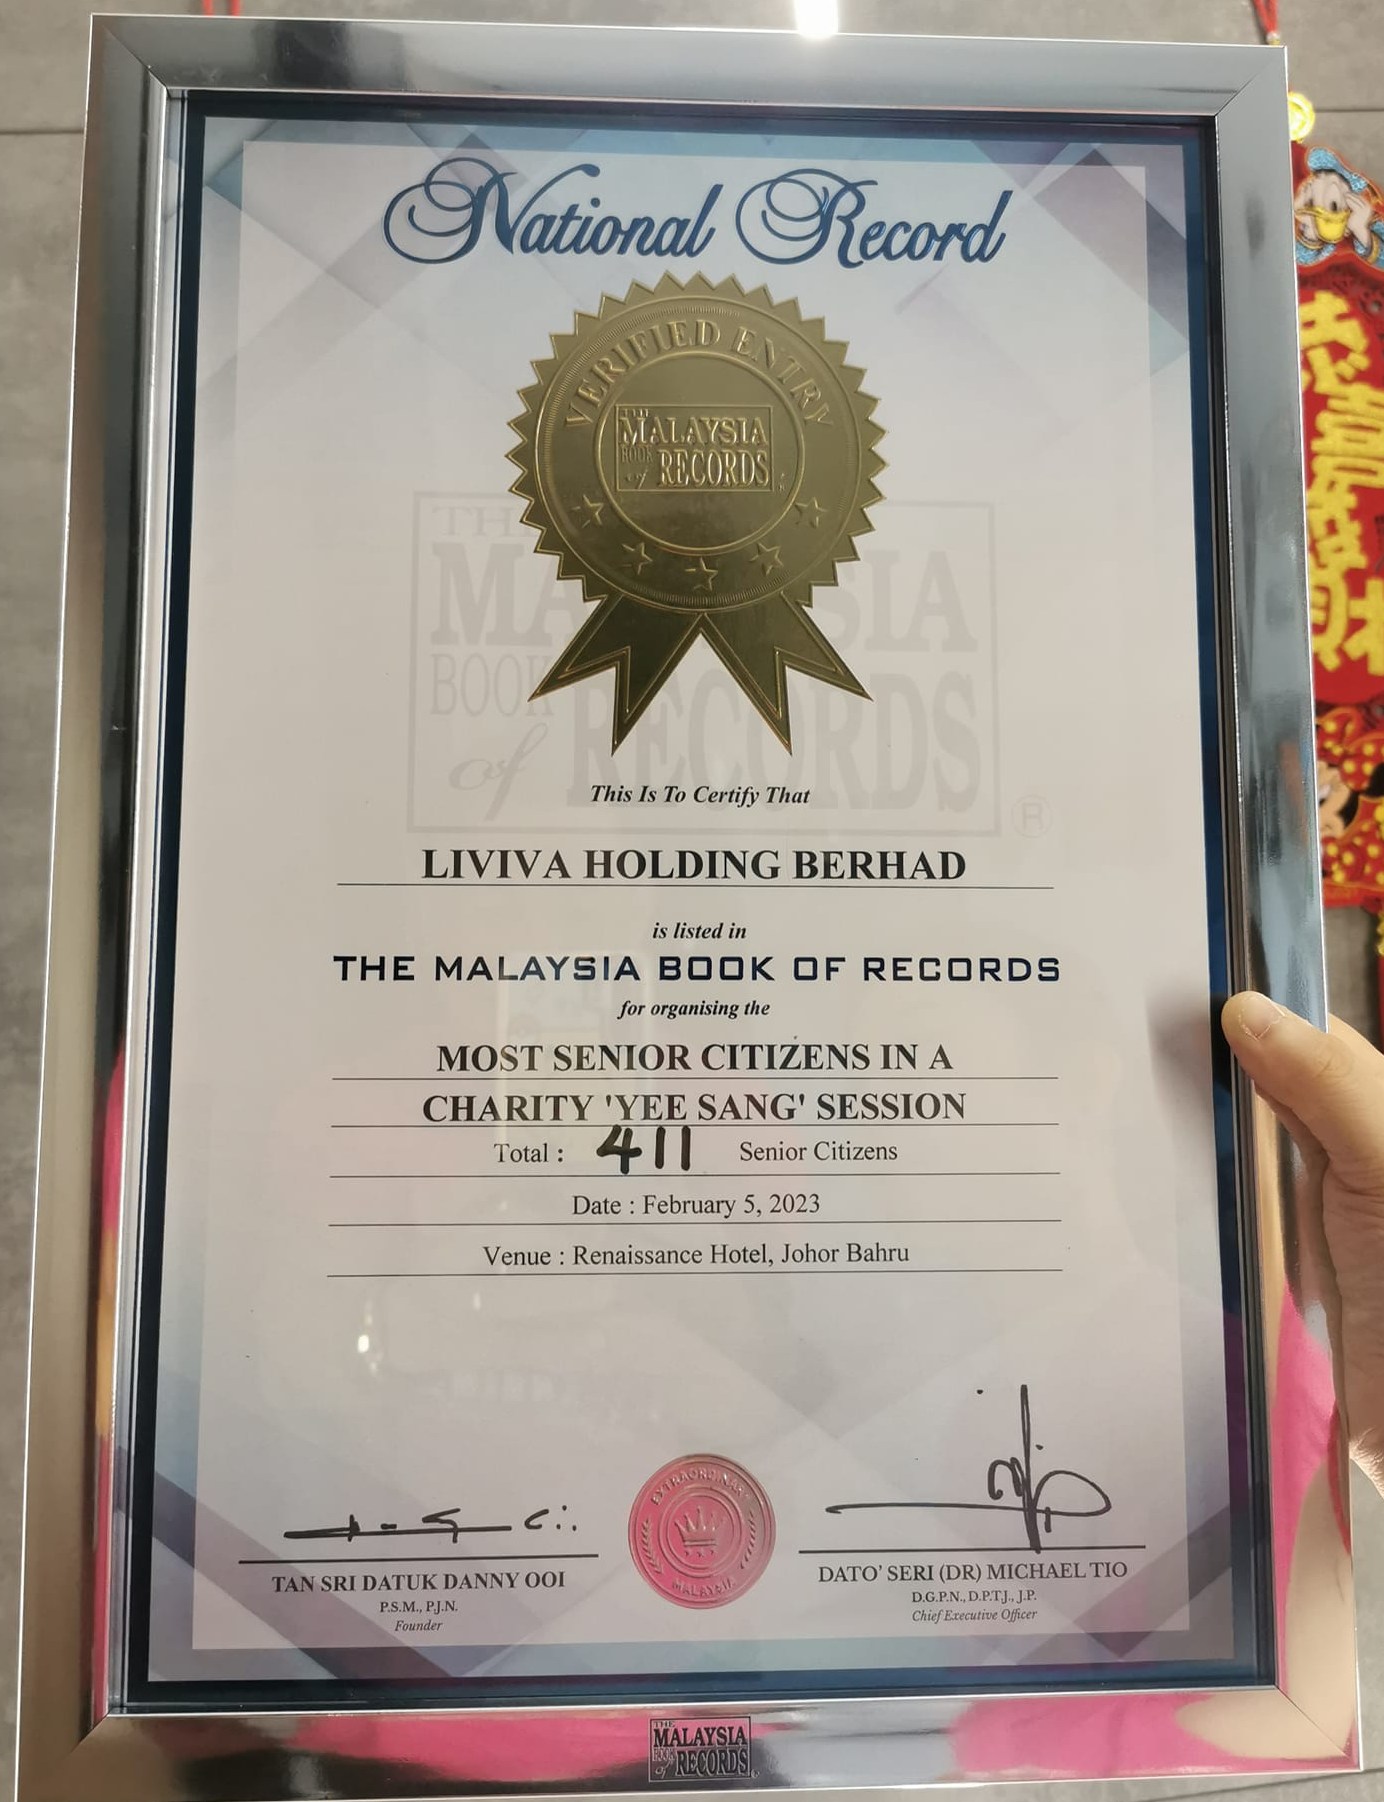 National Record
VERIFIED ENTRY
THE
MALAYSIA
BOOK
of RECORDS
THE
MALAYSIA
BOOK
of RECORDS
®
This Is To Certify That
LIVIVA HOLDING BERHAD
is listed in
THE MALAYSIA BOOK OF RECORDS
for organising the
MOST SENIOR CITIZENS IN A
CHARITY 'YEE SANG' SESSION
Total : 411 Senior Citizens
Date : February 5, 2023
Venue : Renaissance Hotel, Johor Bahru
TAN SRI DATUK DANNY OOI
P.S.M., P.J.N.
Founder
EXTRAORDINARY
MALAYSIA
DATO' SERI (DR) MICHAEL TIO
D.G.P.N., D.P.T.J., J.P.
Chief Executive Officer
THE
MALAYSIA
BOOK
of RECORDS